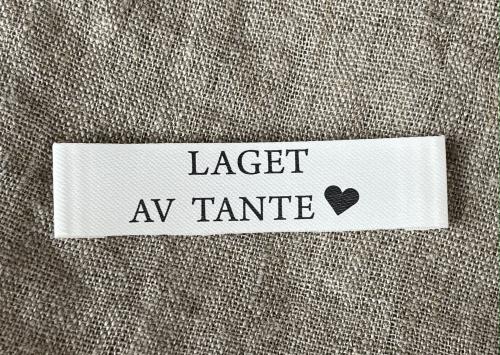 LAGET
AV TANTE ♥